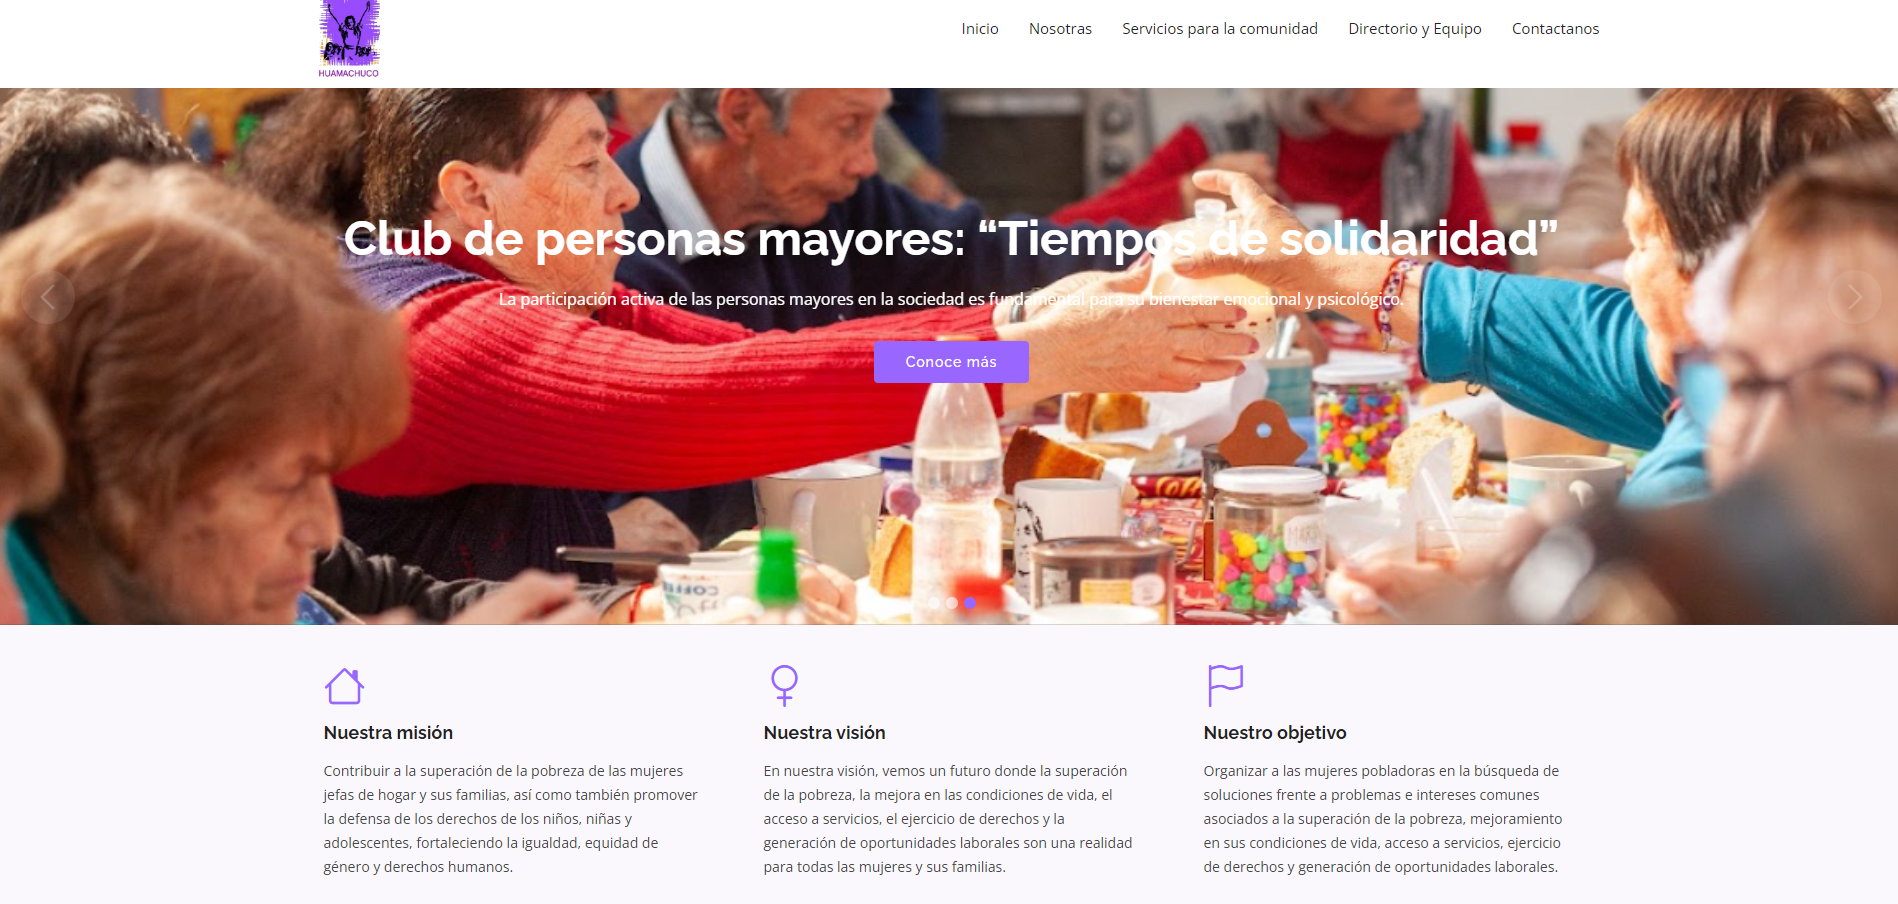 HUAMACHUCO
Inicio Nosotras Servicios para la comunidad Directorio y Equipo Contactanos
Club de personas mayores: “Tiempos de solidaridad”
La participación activa de las personas mayores en la sociedad es fundamental para su bienestar emocional y psicológico.
Conoce más
Nuestra misión
Contribuir a la superación de la pobreza de las mujeres
jefas de hogar y sus familias, así como también promover
la defensa de los derechos de los niños, niñas y
adolescentes, fortaleciendo la igualdad, equidad de
género y derechos humanos.
Nuestra visión
En nuestra visión, vemos un futuro donde la superación
de la pobreza, la mejora en las condiciones de vida, el
acceso a servicios, el ejercicio de derechos y la
generación de oportunidades laborales son una realidad
para todas las mujeres y sus familias.
Nuestro objetivo
Organizar a las mujeres pobladoras en la búsqueda de
soluciones frente a problemas e intereses comunes
asociados a la superación de la pobreza, mejoramiento
en sus condiciones de vida, acceso a servicios, ejercicio
de derechos y generación de oportunidades laborales.